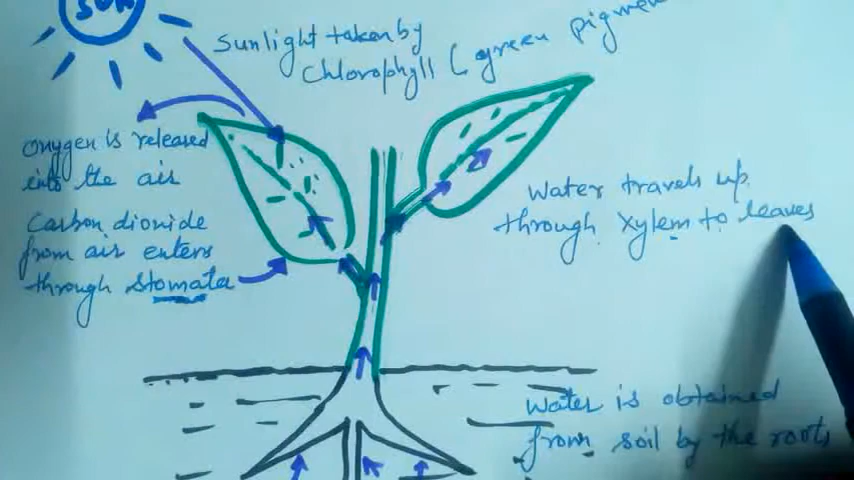 SUN
Sunlight taken by
Chlorophyll (green pigmen
Oxygen is released
into the air
Carbon dioxide
from air enters
through stomata
Water travels up
through Xylem to leaves
Water is obtained
from soil by the roots